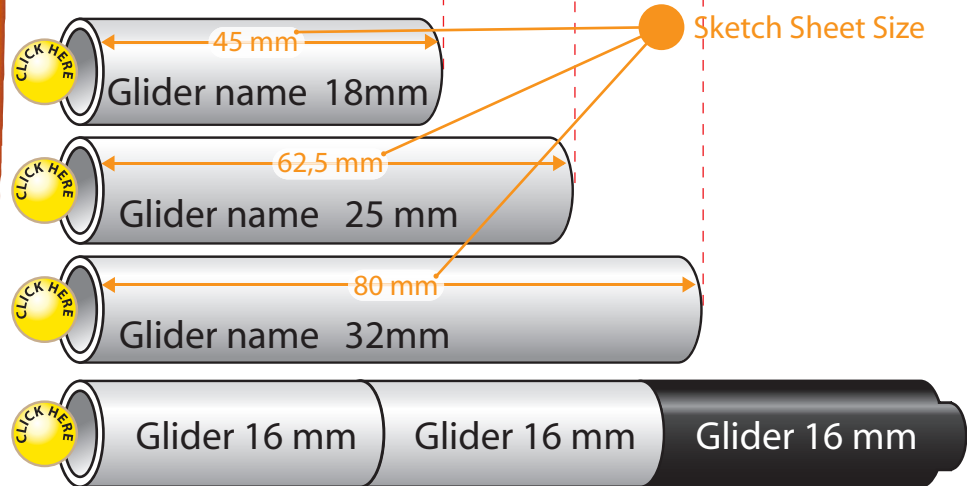 Sketch Sheet Size
45 mm
CLICK HERE
Glider name 18mm
62,5 mm
CLICK HERE
Glider name 25 mm
80 mm
CLICK HERE
Glider name 32mm
CLICK HERE
Glider 16 mm Glider 16 mm Glider 16 mm